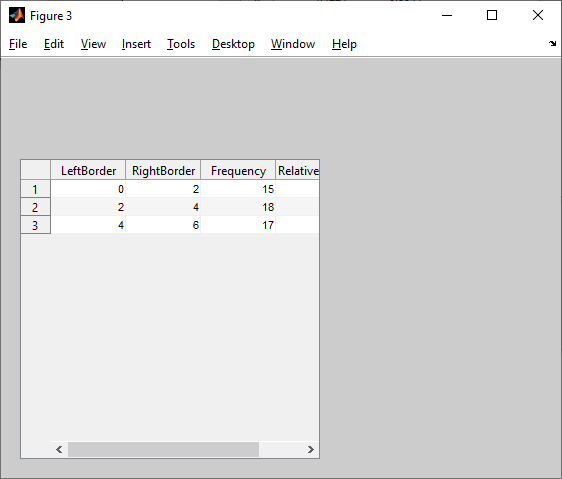 Figure 3
File Edit View Insert Tools Desktop Window Help
LeftBorder RightBorder Frequency Relative
1 0 2 15
2 2 4 18
3 4 6 17